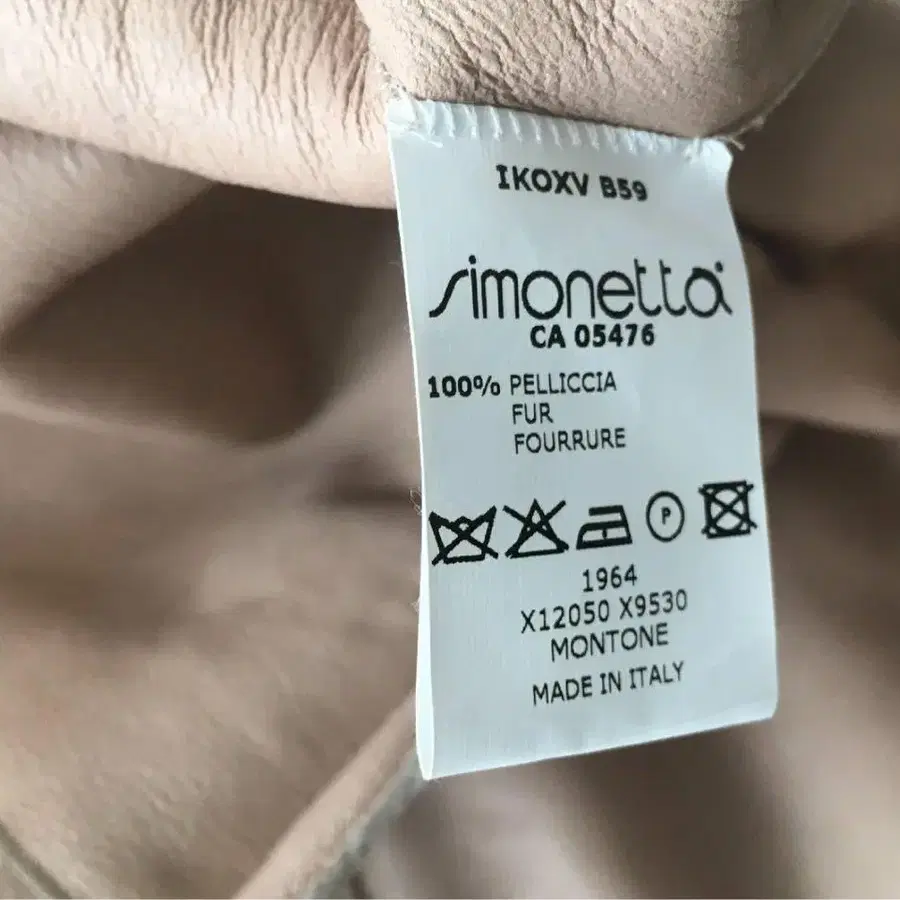 IKOXV B59
simonetta
CA 05476
100% PELLICCIA
FUR
FOURRURE
P
1964
X12050 X9530
MONTONE
MADE IN ITALY